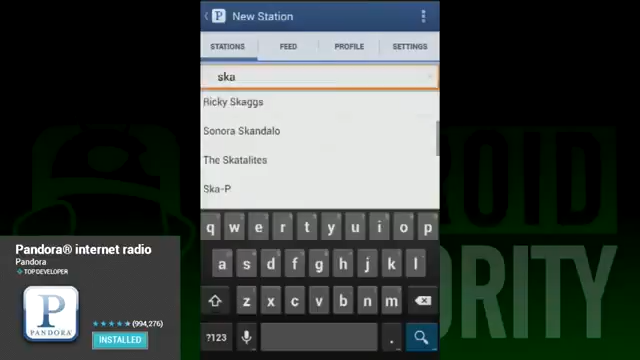 New Station
STATIONS FEED PROFILE SETTINGS
ska
Ricky Skaggs
Sonora Skandalo
The Skatalites
Ska-P
q w e r t y u i o p
a s d f g h j k l
z x c v b n m
?123 .
Pandora® internet radio
Pandora
TOP DEVELOPER
P
PANDORA
(994,276)
INSTALLED
OID
ORITY